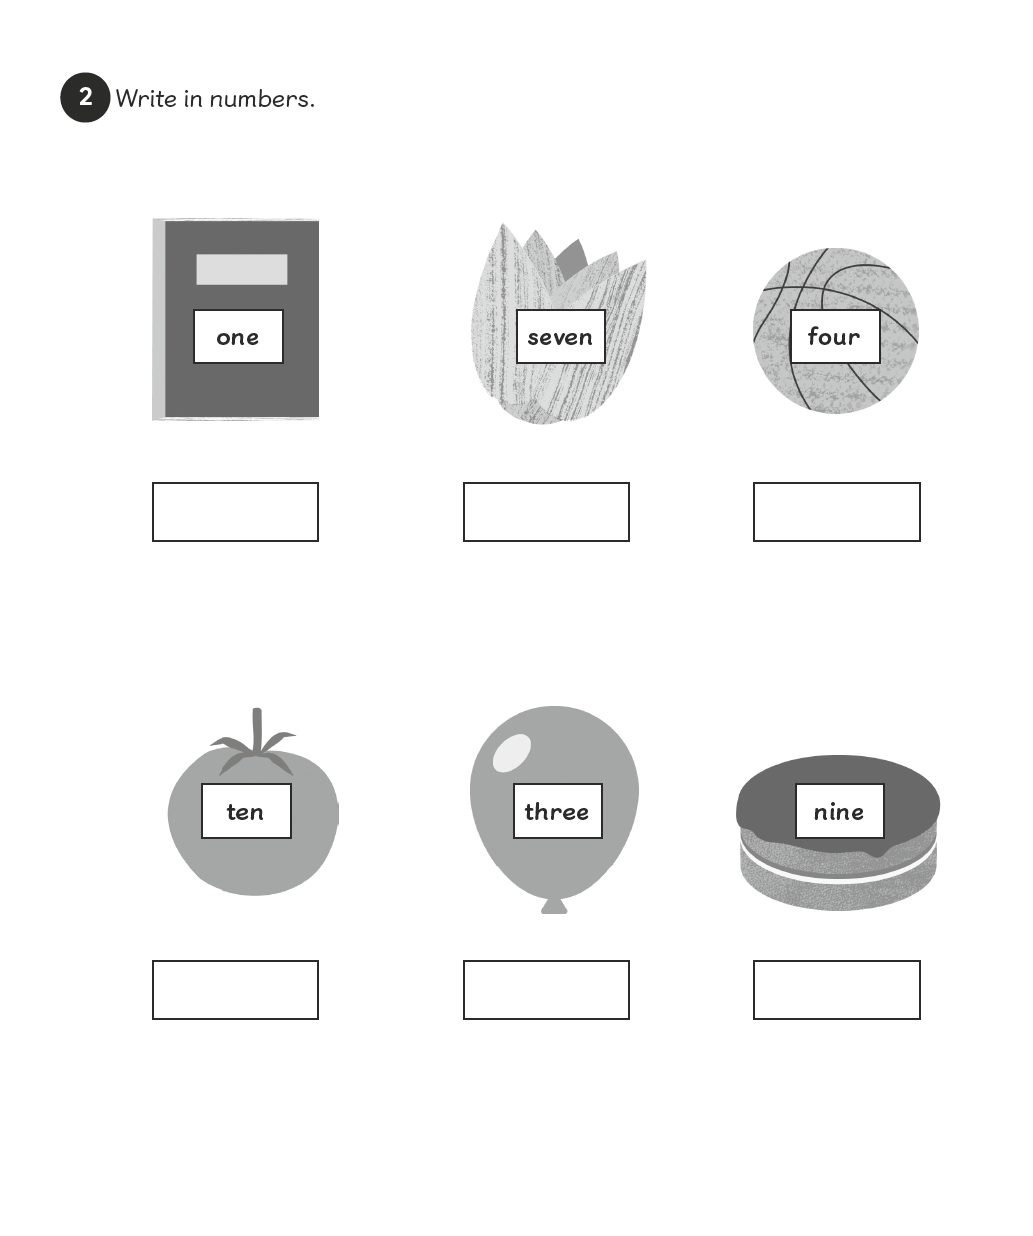 2 Write in numbers.
one seven four
ten three nine